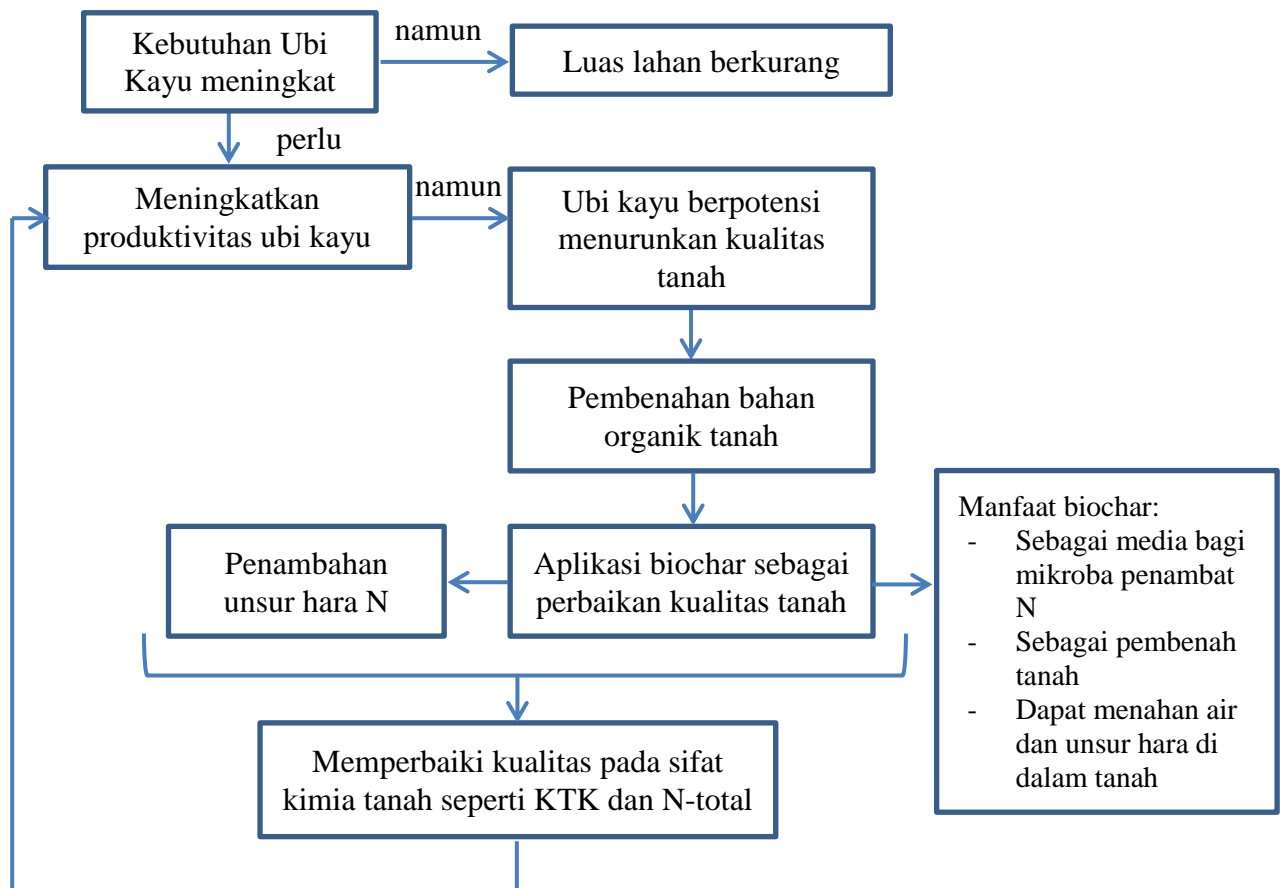 Kebutuhan Ubi
Kayu meningkat
namun
Luas lahan berkurang
perlu
Meningkatkan
produktivitas ubi kayu
namun
Ubi kayu berpotensi
menurunkan kualitas
tanah
Pembenahan bahan
organik tanah
Penambahan
unsur hara N
Aplikasi biochar sebagai
perbaikan kualitas tanah
Manfaat biochar:
- Sebagai media bagi
mikroba penambat
N
- Sebagai pembenah
tanah
- Dapat menahan air
dan unsur hara di
dalam tanah
Memperbaiki kualitas pada sifat
kimia tanah seperti KTK dan N-total